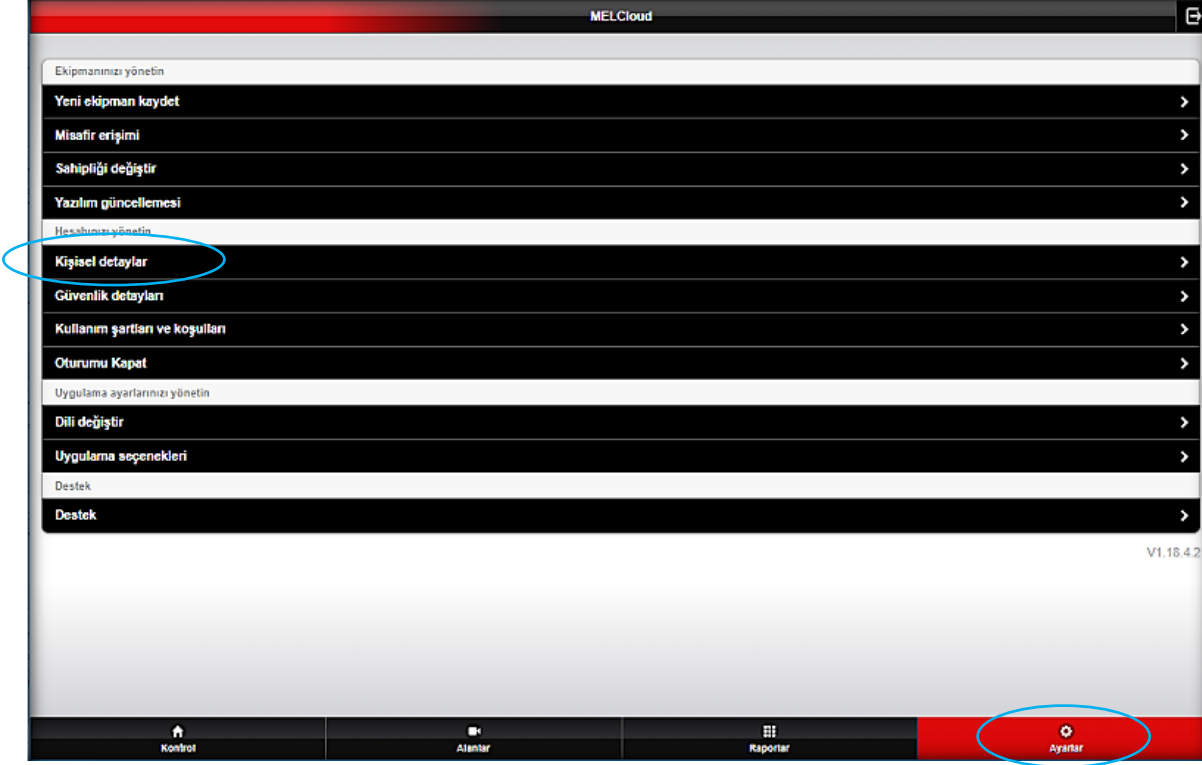 MELCloud
Ekipmanınızı yönetin
Yeni ekipman kaydet
Misafir erişimi
Sahipliği değiştir
Yazılım güncellemesi
Hesabınızı yönetin
Kişisel detaylar
Güvenlik detayları
Kullanım şartları ve koşulları
Oturumu Kapat
Uygulama ayarlarınızı yönetin
Dili değiştir
Uygulama seçenekleri
Destek
Destek
V1.18.4.2
Kontrol
Alanlar
Raporlar
Ayarlar